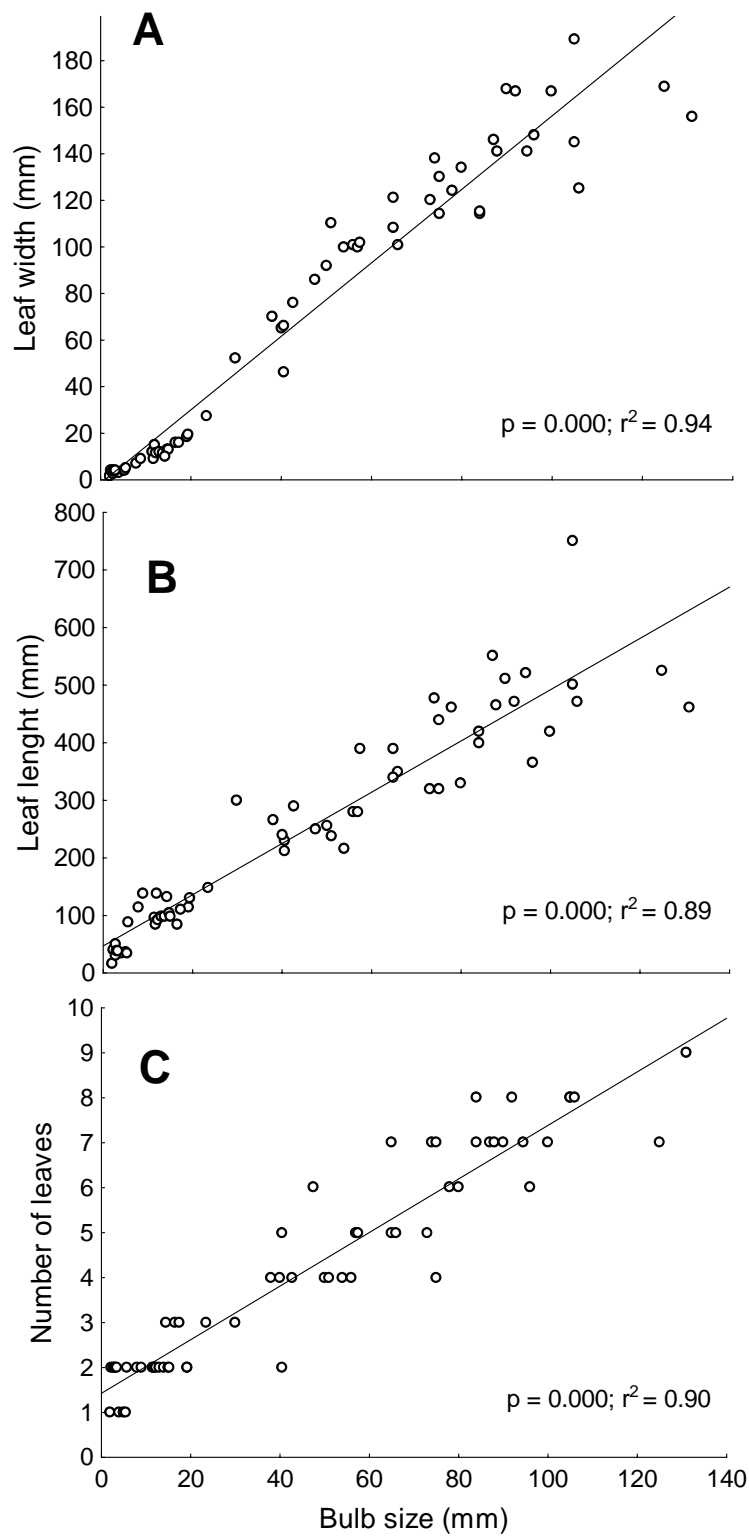 A
180
160
140
120
100
80
60
40
20
0
Leaf width (mm)
p = 0.000; r² = 0.94
B
800
700
600
500
400
300
200
100
0
Leaf lenght (mm)
p = 0.000; r² = 0.89
C
10
9
8
7
6
5
4
3
2
1
0
Number of leaves
p = 0.000; r² = 0.90
0 20 40 60 80 100 120 140
Bulb size (mm)